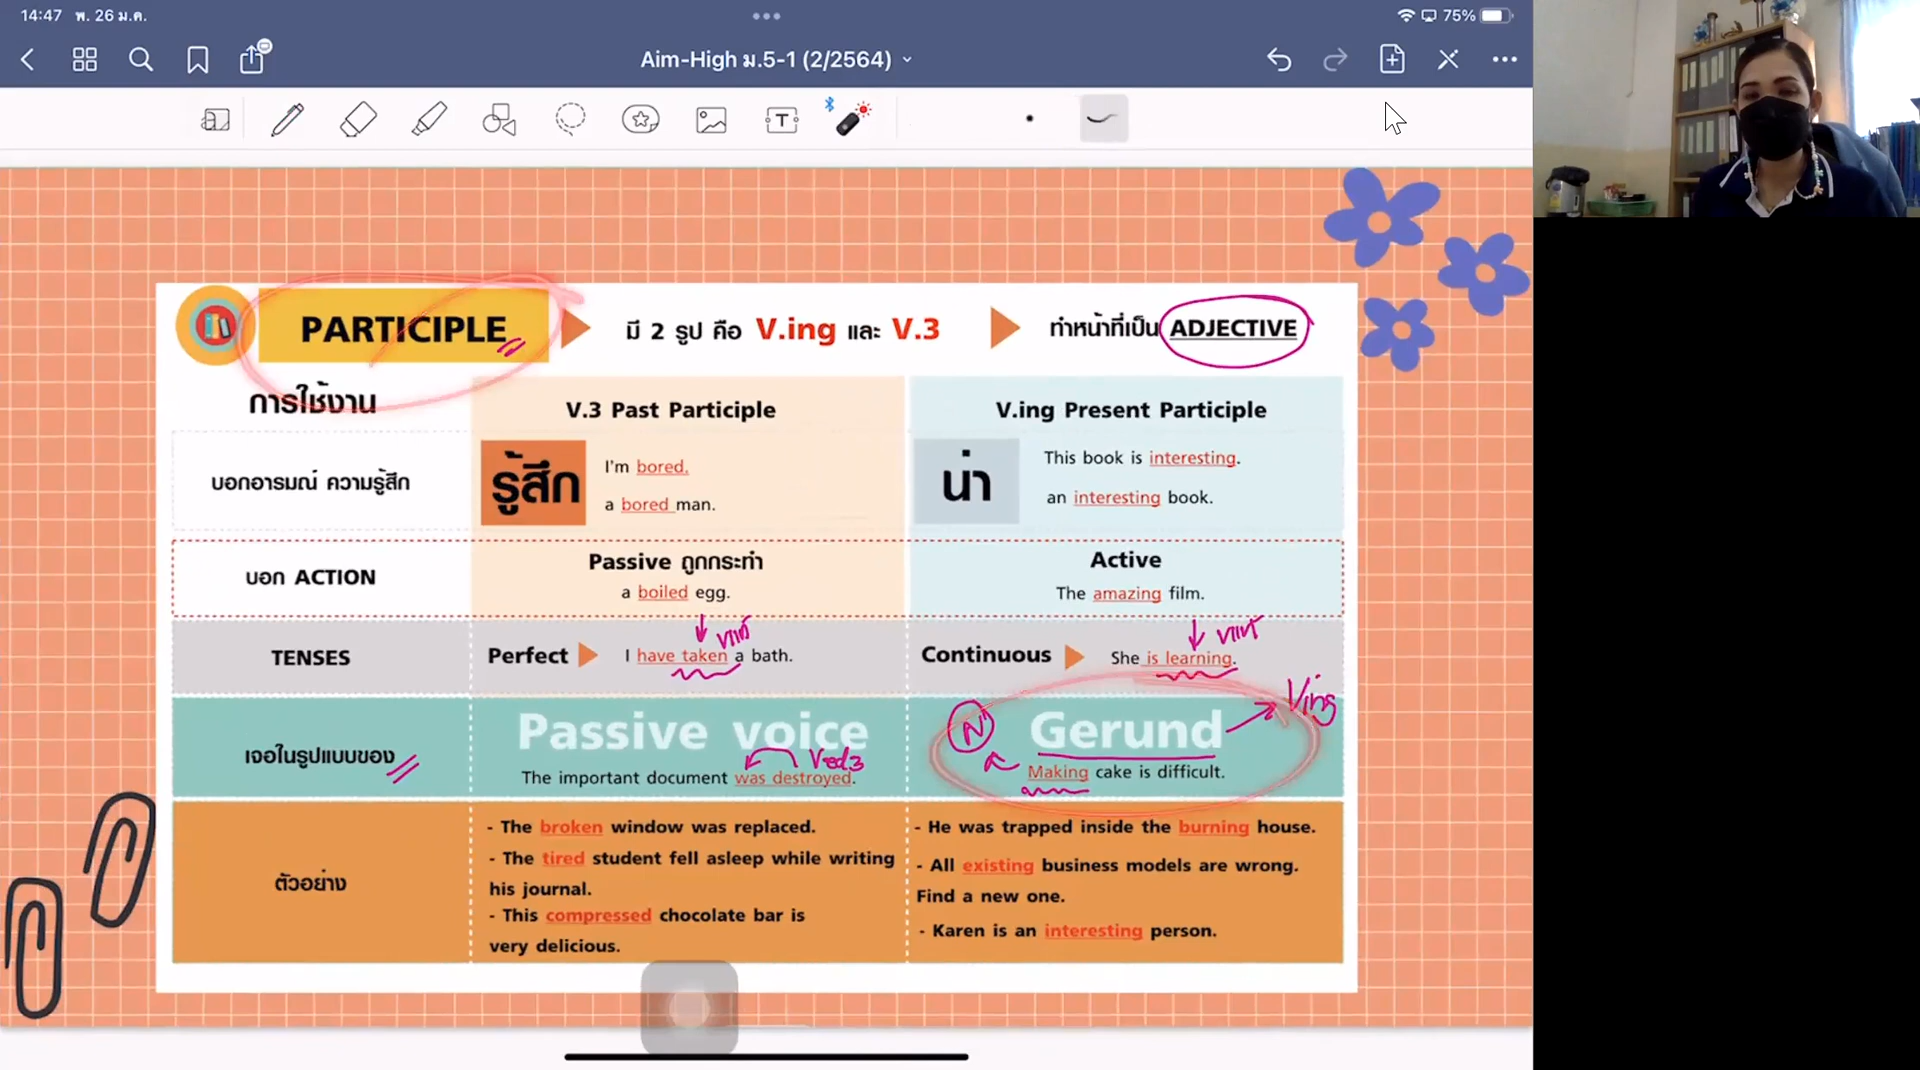 14:47 พ. 26 ม.ค.
75%
Aim-High ม.5-1 (2/2564)
PARTICIPLE
มี 2 รูป คือ V.ing และ V.3
ทำหน้าที่เป็น ADJECTIVE
การใช้งาน
V.3 Past Participle
V.ing Present Participle
บอกอารมณ์ ความรู้สึก
รู้สึก
I'm bored.
a bored man.
น่า
This book is interesting.
an interesting book.
บอก ACTION
Passive ถูกกระทำ
a boiled egg.
Active
The amazing film.
TENSES
Perfect
I have taken a bath.
Continuous
She is learning.
เจอในรูปแบบของ
Passive voice
Ved3
The important document was destroyed.
N
Gerund
Ving
Making cake is difficult.
ตัวอย่าง
- The broken window was replaced.
- The tired student fell asleep while writing
his journal.
- This compressed chocolate bar is
very delicious.
- He was trapped inside the burning house.
- All existing business models are wrong.
Find a new one.
- Karen is an interesting person.